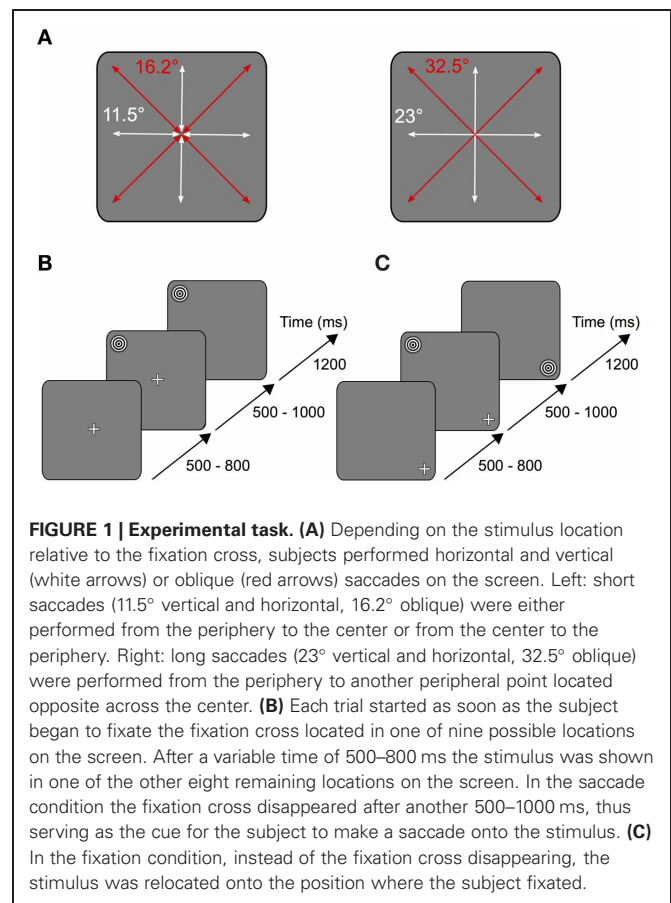 A
16.2°
11.5°
32.5°
23°
B
Time (ms)
1200
500 - 1000
500 - 800
C
Time (ms)
1200
500 - 1000
500 - 800
FIGURE 1 | Experimental task. (A) Depending on the stimulus location
relative to the fixation cross, subjects performed horizontal and vertical
(white arrows) or oblique (red arrows) saccades on the screen. Left: short
saccades (11.5° vertical and horizontal, 16.2° oblique) were either
performed from the periphery to the center or from the center to the
periphery. Right: long saccades (23° vertical and horizontal, 32.5° oblique)
were performed from the periphery to another peripheral point located
opposite across the center. (B) Each trial started as soon as the subject
began to fixate the fixation cross located in one of nine possible locations
on the screen. After a variable time of 500–800 ms the stimulus was shown
in one of the other eight remaining locations on the screen. In the saccade
condition the fixation cross disappeared after another 500–1000 ms, thus
serving as the cue for the subject to make a saccade onto the stimulus. (C)
In the fixation condition, instead of the fixation cross disappearing, the
stimulus was relocated onto the position where the subject fixated.